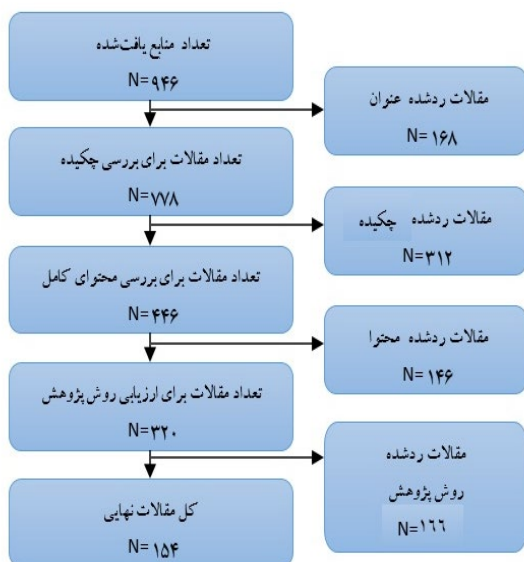 تعداد منابع یافت‌شده
N=۹۴۶
مقالات ردشده عنوان
N=۱۶۸
تعداد مقالات برای بررسی چکیده
N=۷۷۸
مقالات ردشده چکیده
N=۳۱۲
تعداد مقالات برای بررسی محتوای کامل
N=۴۴۶
مقالات ردشده محتوا
N=۱۴۶
تعداد مقالات برای ارزیابی روش پژوهش
N=۳۲۰
مقالات ردشده
روش پژوهش
N=۱۶۶
کل مقالات نهایی
N=۱۵۴